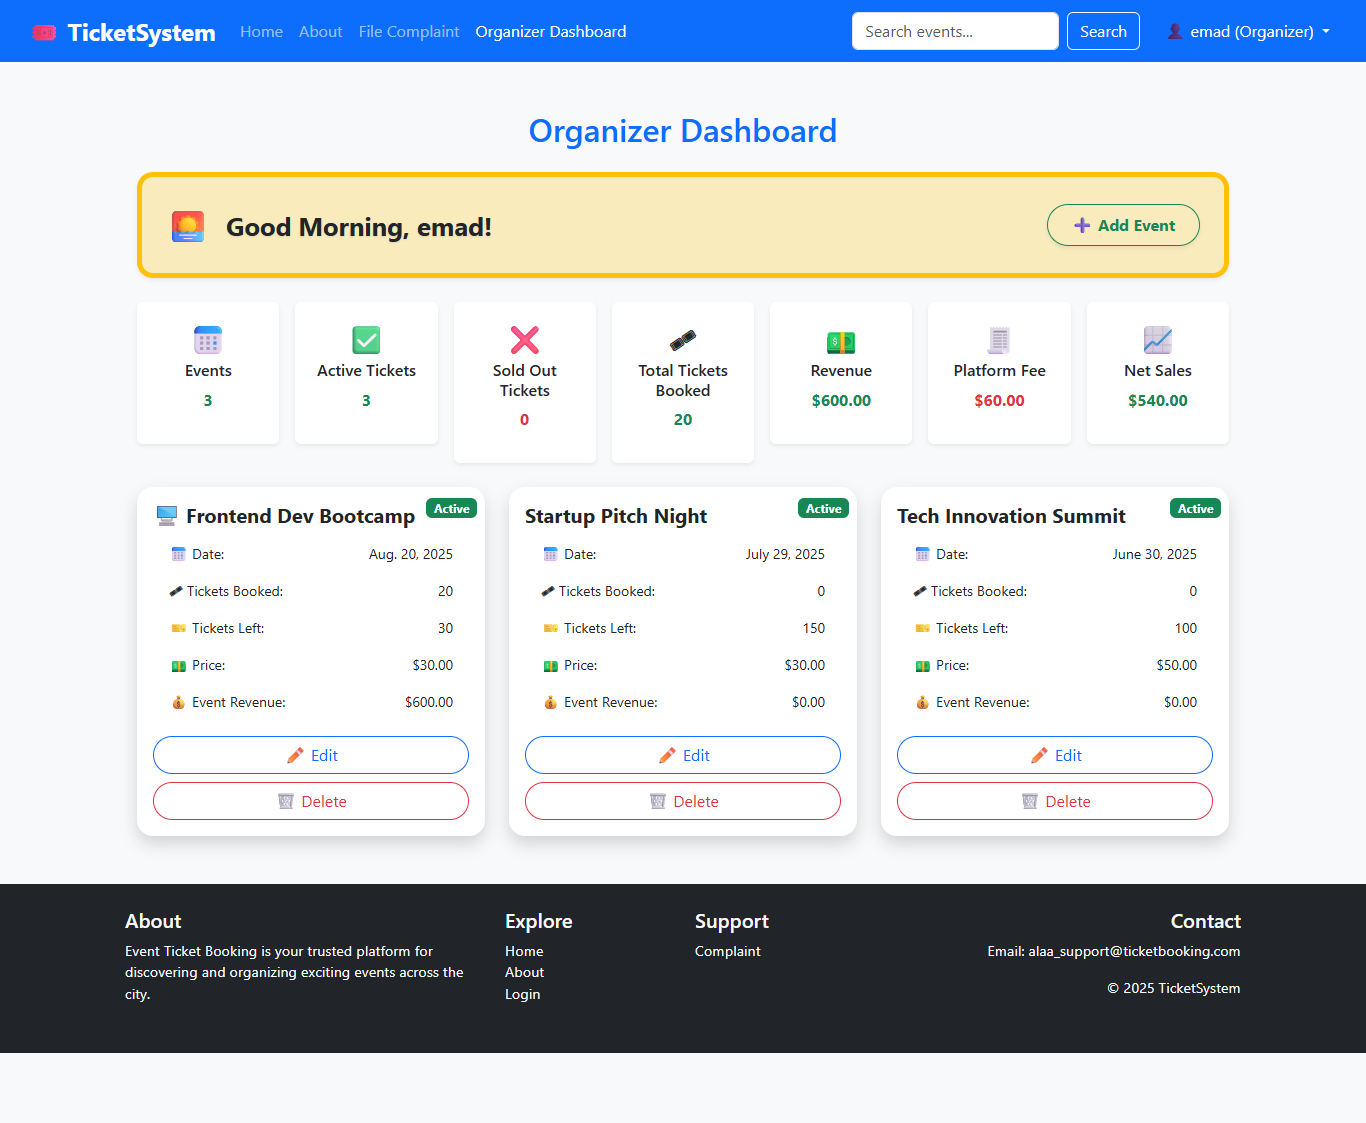 TicketSystem Home About File Complaint Organizer Dashboard Search events... Search emad (Organizer)
Organizer Dashboard
Good Morning, emad!
Add Event
Events
3
Active Tickets
3
Sold Out
Tickets
0
Total Tickets
Booked
20
Revenue
$600.00
Platform Fee
$60.00
Net Sales
$540.00
Frontend Dev Bootcamp
Active
Date: Aug. 20, 2025
Tickets Booked: 20
Tickets Left: 30
Price: $30.00
Event Revenue: $600.00
Edit
Delete
Startup Pitch Night
Active
Date: July 29, 2025
Tickets Booked: 0
Tickets Left: 150
Price: $30.00
Event Revenue: $0.00
Edit
Delete
Tech Innovation Summit
Active
Date: June 30, 2025
Tickets Booked: 0
Tickets Left: 100
Price: $50.00
Event Revenue: $0.00
Edit
Delete
About
Event Ticket Booking is your trusted platform for
discovering and organizing exciting events across the
city.
Explore
Home
About
Login
Support
Complaint
Contact
Email: alaa_support@ticketbooking.com
© 2025 TicketSystem